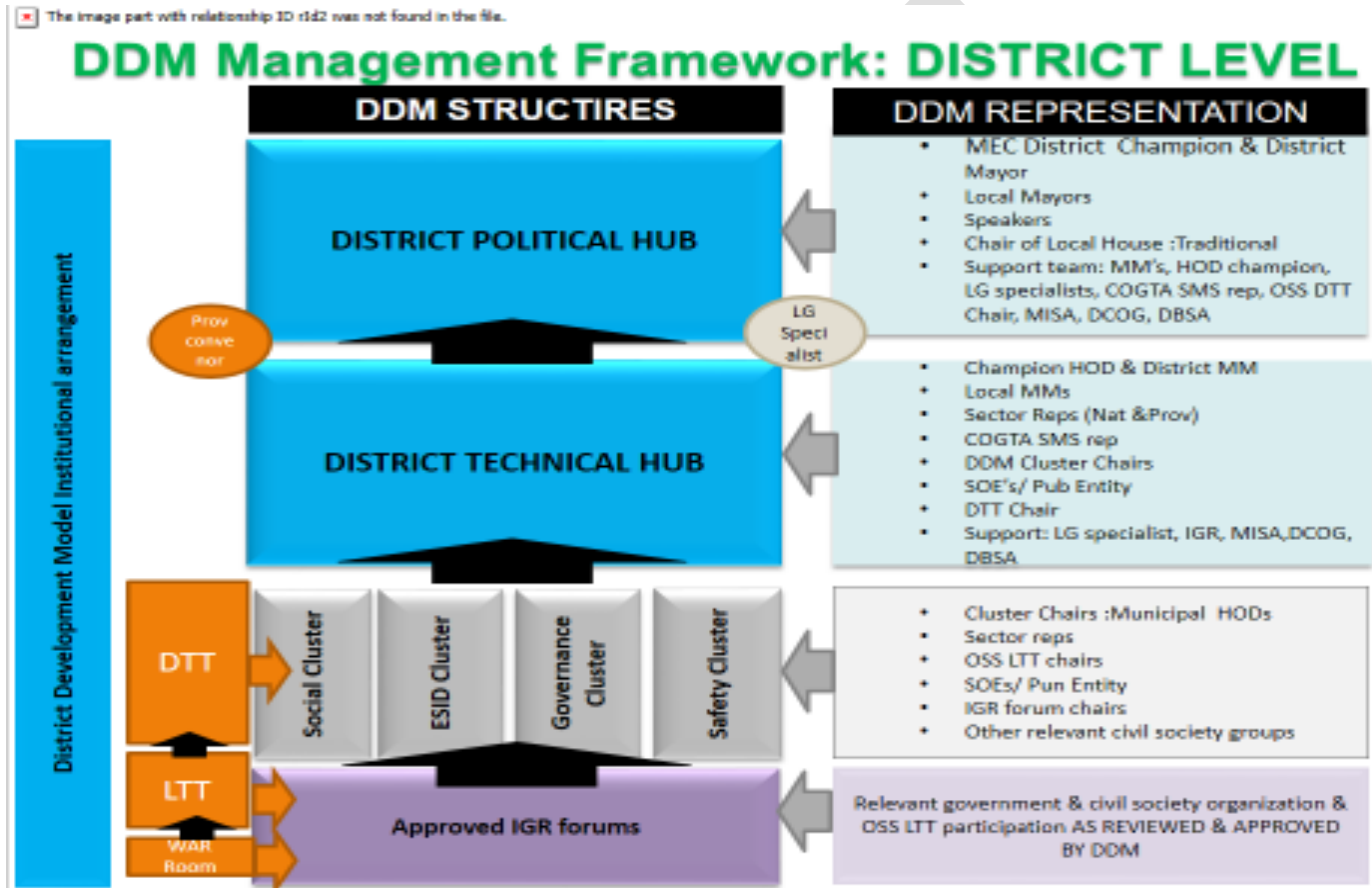 The image part with relationship ID rId2 was not found in the file.
DDM Management Framework: DISTRICT LEVEL
DDM STRUCTIRES
DDM REPRESENTATION
District Development Model Institutional arrangement
DISTRICT POLITICAL HUB
• MEC District Champion & District
Mayor
• Local Mayors
• Speakers
• Chair of Local House :Traditional
• Support team: MM's, HOD champion,
LG specialists, COGTA SMS rep, OSS DTT
Chair, MISA, DCOG, DBSA
Prov
conve
nor
LG
Speci
alist
DISTRICT TECHNICAL HUB
• Champion HOD & District MM
• Local MMs
• Sector Reps (Nat &Prov)
• COGTA SMS rep
• DDM Cluster Chairs
• SOE's/ Pub Entity
• DTT Chair
• Support: LG specialist, IGR, MISA,DCOG,
DBSA
DTT
Social Cluster
ESID Cluster
Governance
Cluster
Safety Cluster
• Cluster Chairs :Municipal HODs
• Sector reps
• OSS LTT chairs
• SOEs/ Pun Entity
• IGR forum chairs
• Other relevant civil society groups
LTT
WAR
Room
Approved IGR forums
Relevant government & civil society organization &
OSS LTT participation AS REVIEWED & APPROVED
BY DDM